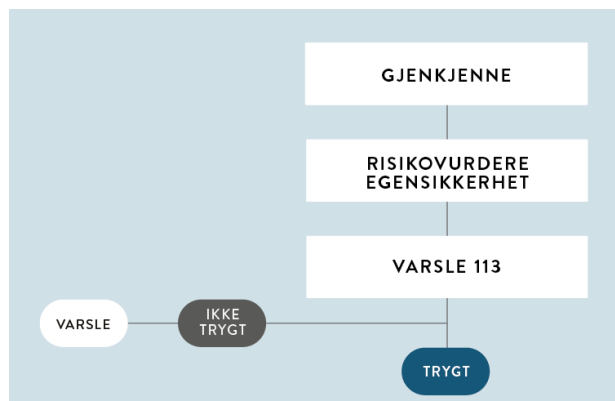 GJENKJENNE
RISIKOVURDERE
EGENSIKKERHET
VARSLE 113
VARSLE
IKKE
TRYGT
TRYGT